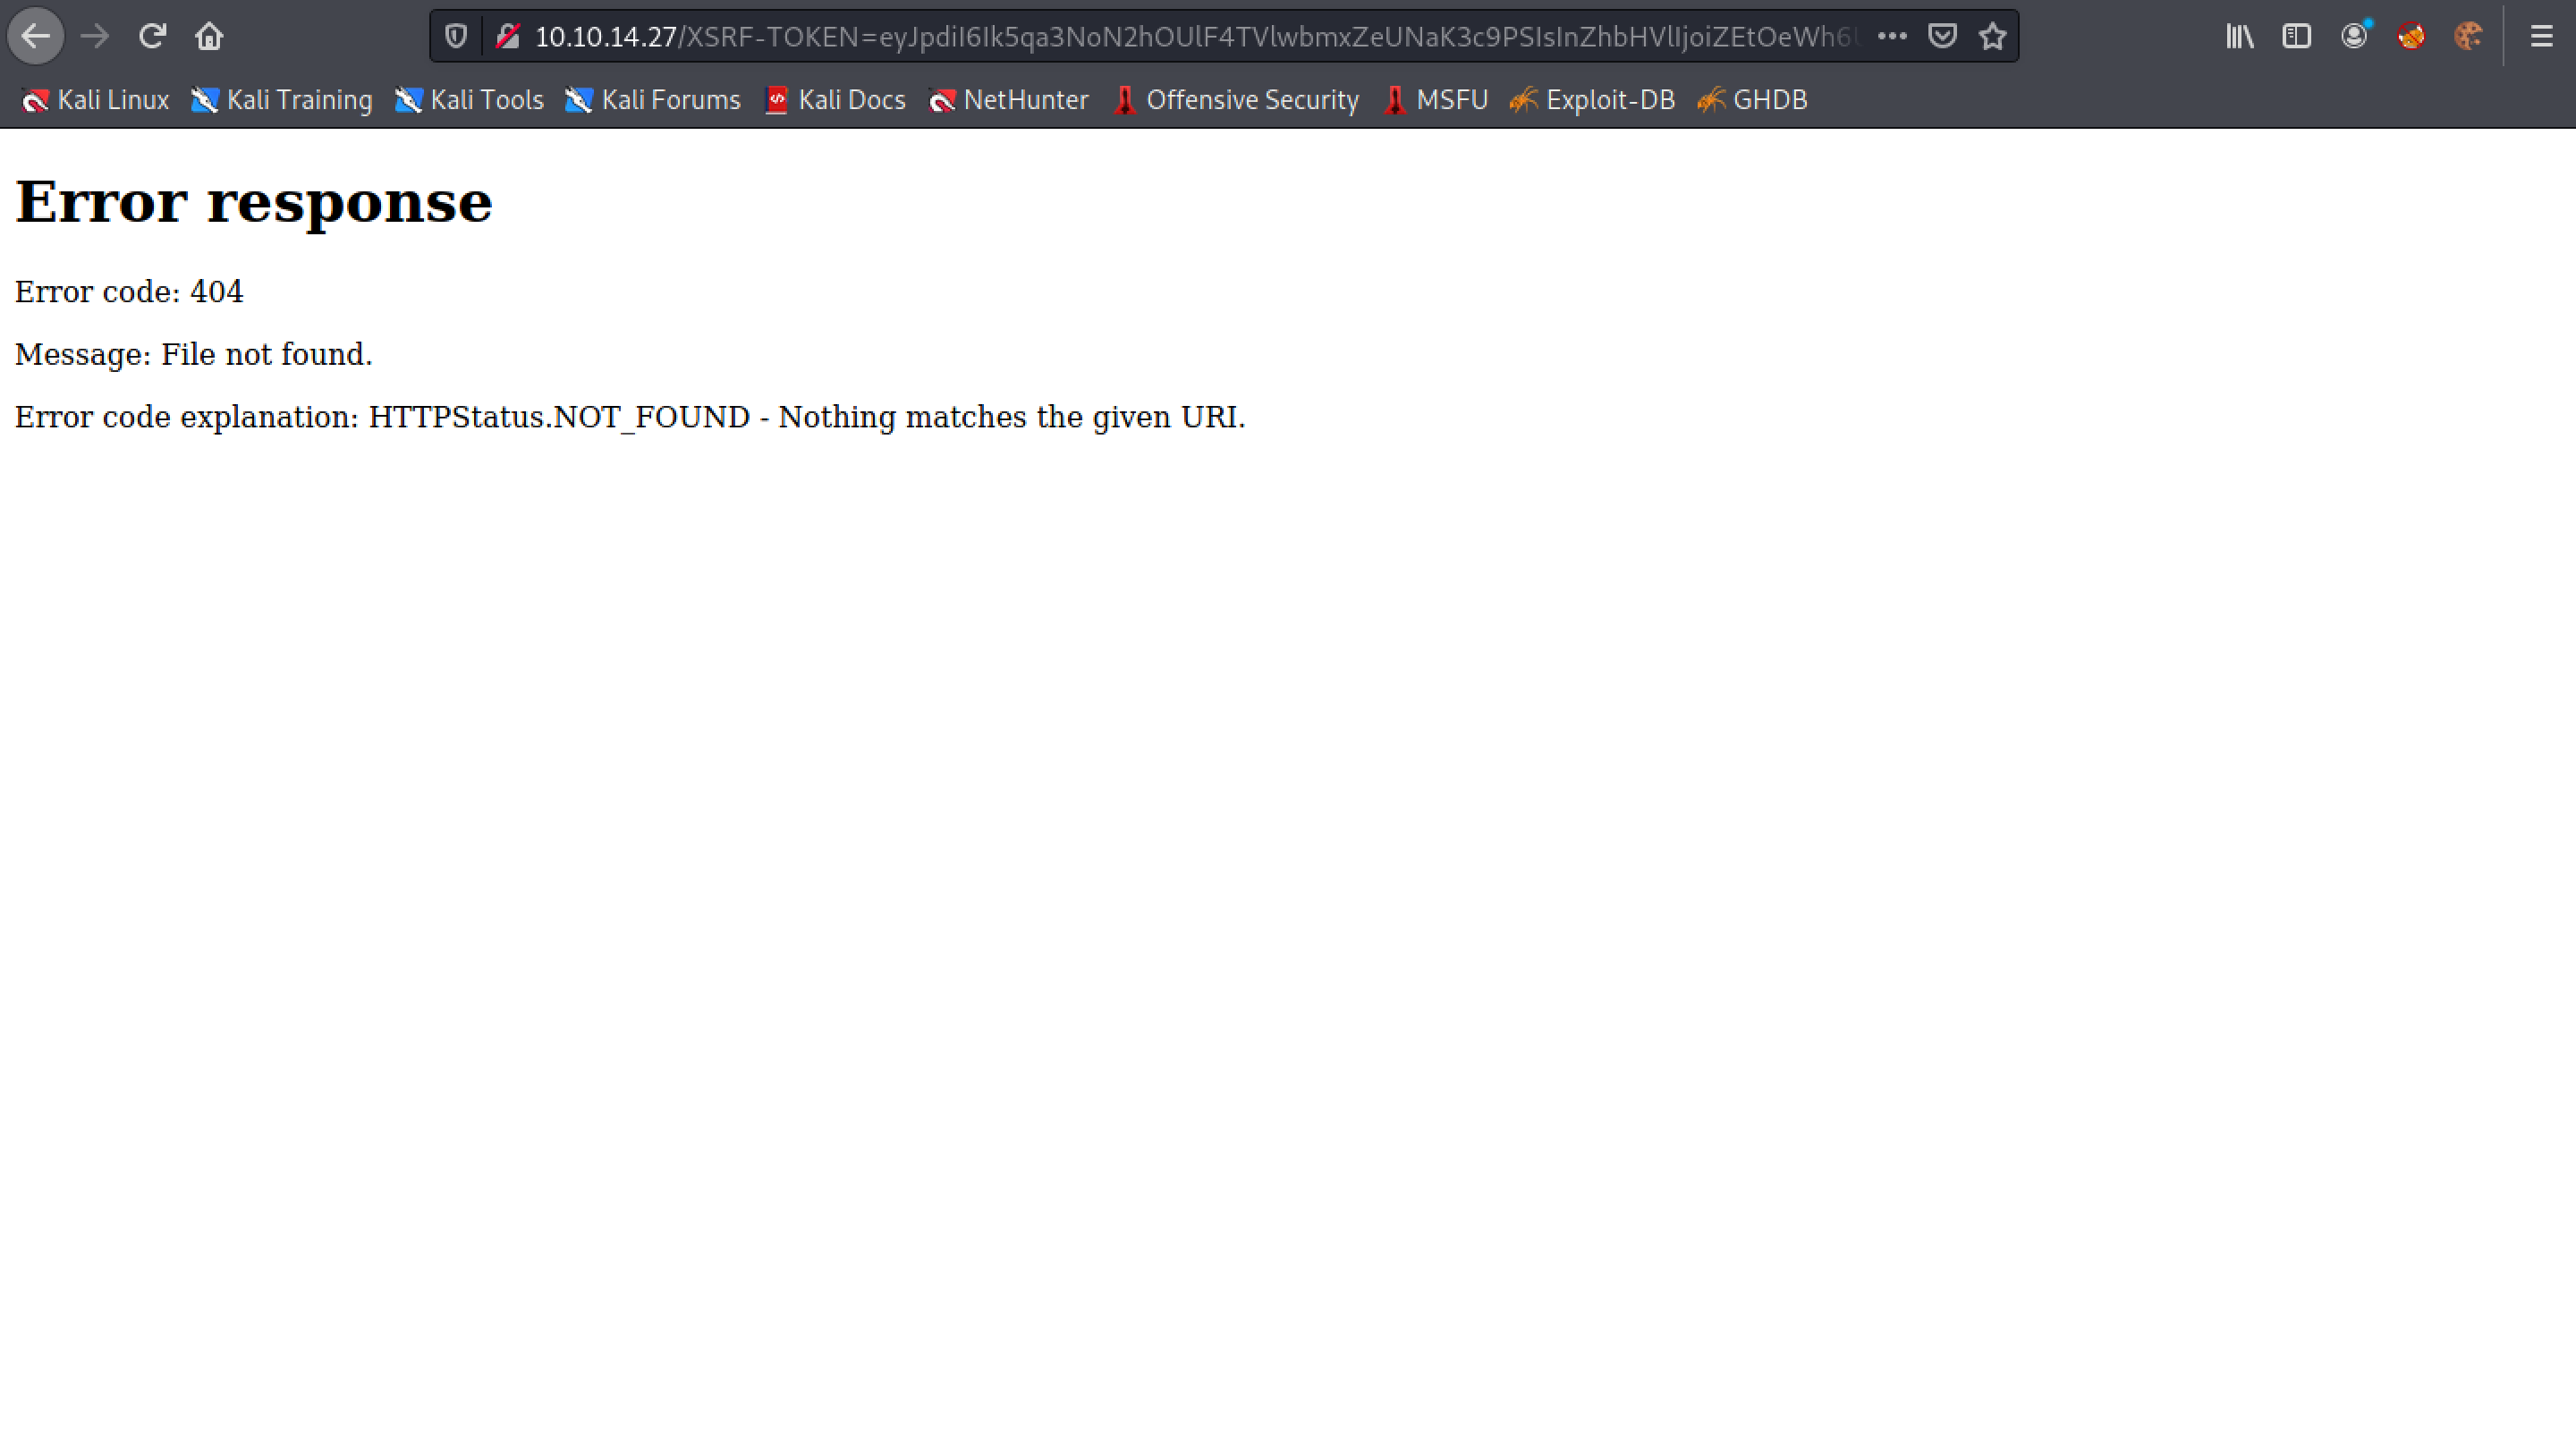 10.10.14.27/XSRF-TOKEN=eyJpdiI6Ik5qa3NoN2hOUlF4TVlwbmxZeUNaK3c9PSIsInZhbHVlIjoiZEtOeWh6U
Kali Linux Kali Training Kali Tools Kali Forums Kali Docs NetHunter Offensive Security MSFU Exploit-DB GHDB
Error response
Error code: 404
Message: File not found.
Error code explanation: HTTPStatus.NOT_FOUND - Nothing matches the given URI.